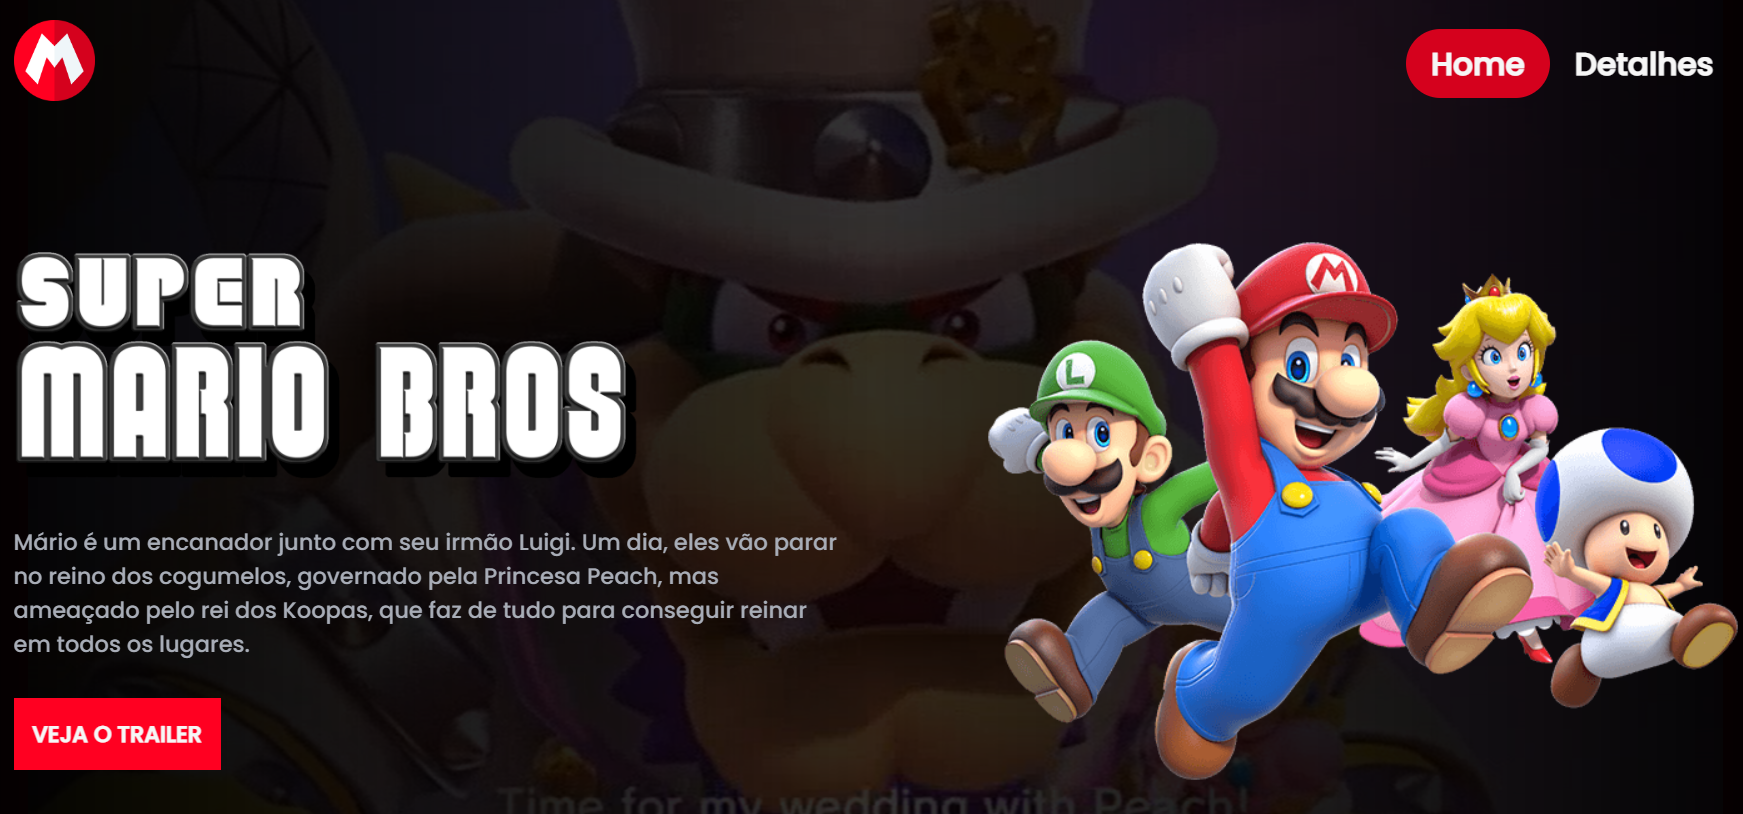 M
Home
Detalhes
SUPER
MARIO BROS
M
L
Mário é um encanador junto com seu irmão Luigi. Um dia, eles vão parar
no reino dos cogumelos, governado pela Princesa Peach, mas
ameaçado pelo rei dos Koopas, que faz de tudo para conseguir reinar
em todos os lugares.
VEJA O TRAILER
Time for my wedding with Peach!